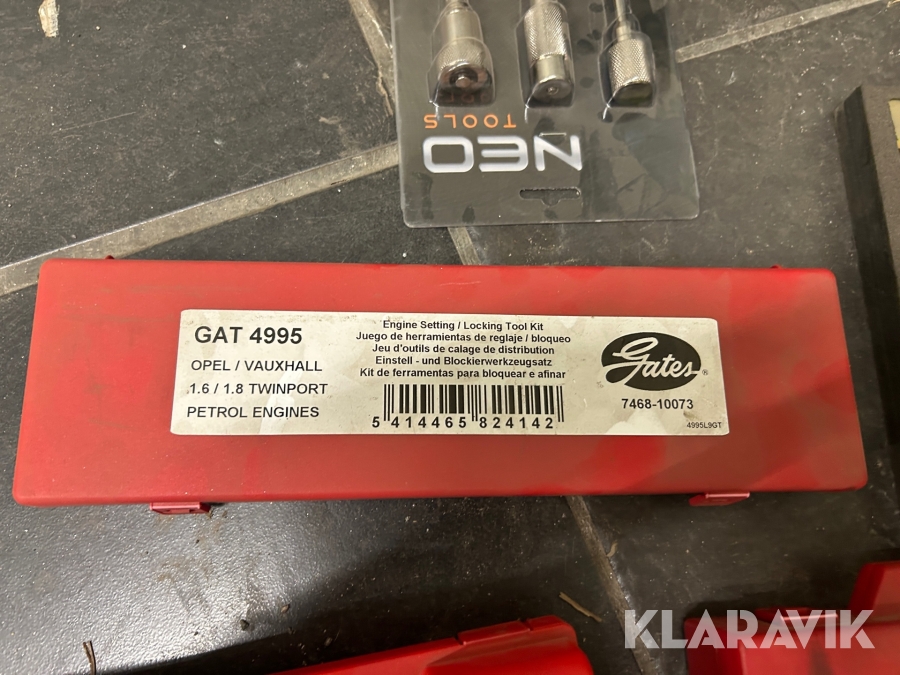 NEO
TOOLS
GAT 4995
OPEL / VAUXHALL
1.6 / 1.8 TWINPORT
PETROL ENGINES
Engine Setting / Locking Tool Kit
Juego de herramientas de reglaje / bloqueo
Jeu d'outils de calage de distribution
Einstell - und Blockierwerkzeugsatz
Kit de ferramentas para bloquear e afinar
5 414465 824142
Gates®
7468-10073
4995L9GT
KLARAVIK